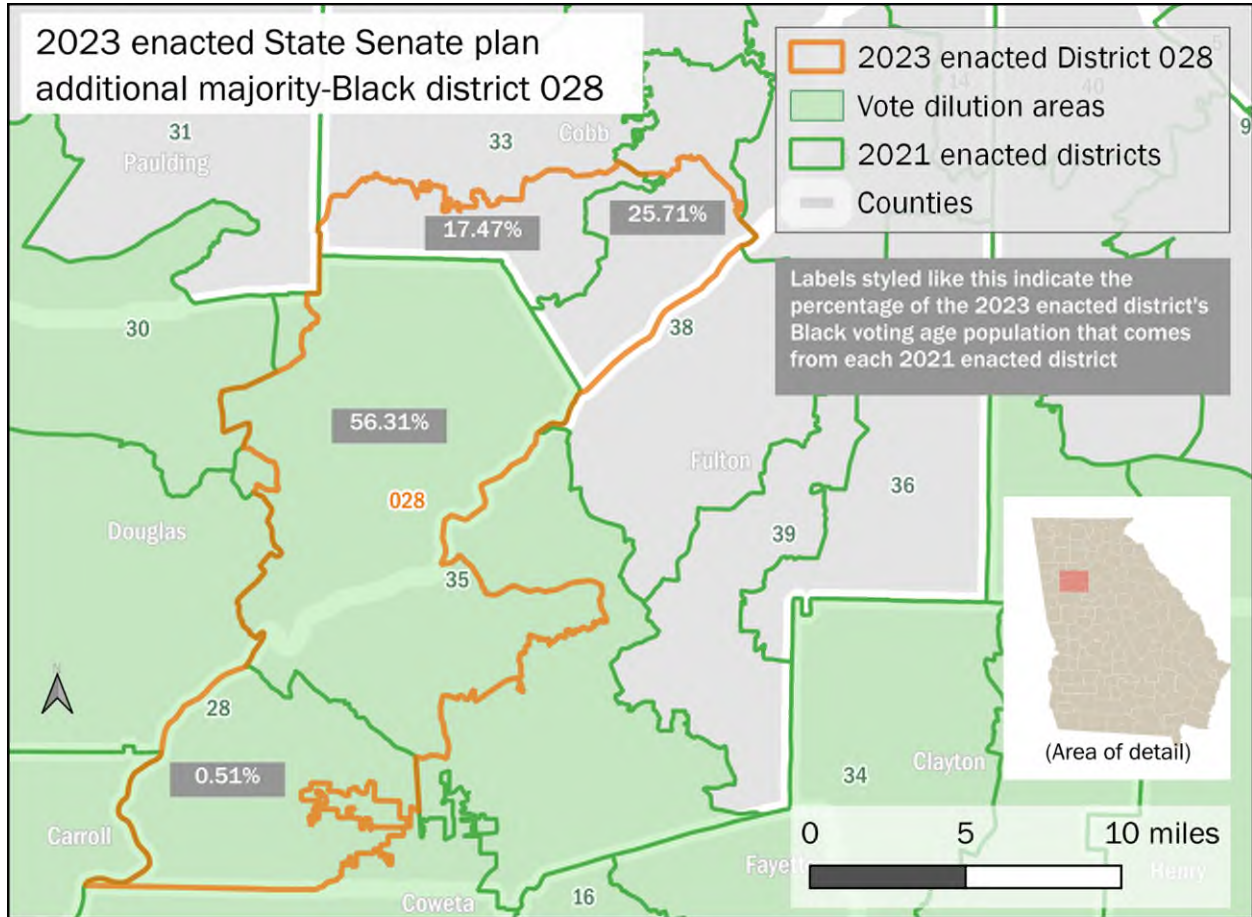 2023 enacted State Senate plan
additional majority-Black district 028
2023 enacted District 028
Vote dilution areas
2021 enacted districts
Counties
Labels styled like this indicate the
percentage of the 2023 enacted district's
Black voting age population that comes
from each 2021 enacted district
31
Paulding
33
Cobb
14
40
5
9
17.47%
25.71%
30
38
56.31%
Fulton
36
028
39
Douglas
35
N
28
0.51%
34
Clayton
Carroll
Coweta
16
Fayett
Henry
(Area of detail)
0 5 10 miles